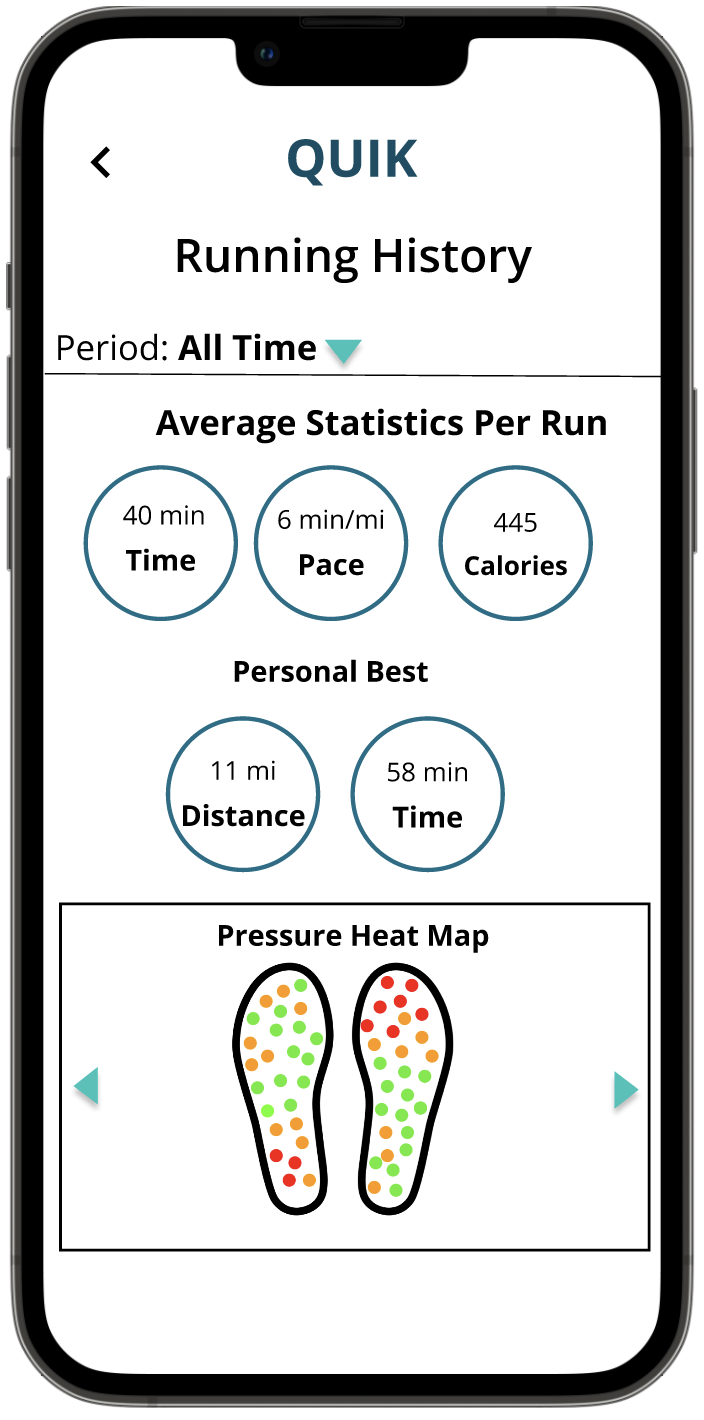 QUIK
Running History
Period: All Time
Average Statistics Per Run
40 min
Time
6 min/mi
Pace
445
Calories
Personal Best
11 mi
Distance
58 min
Time
Pressure Heat Map